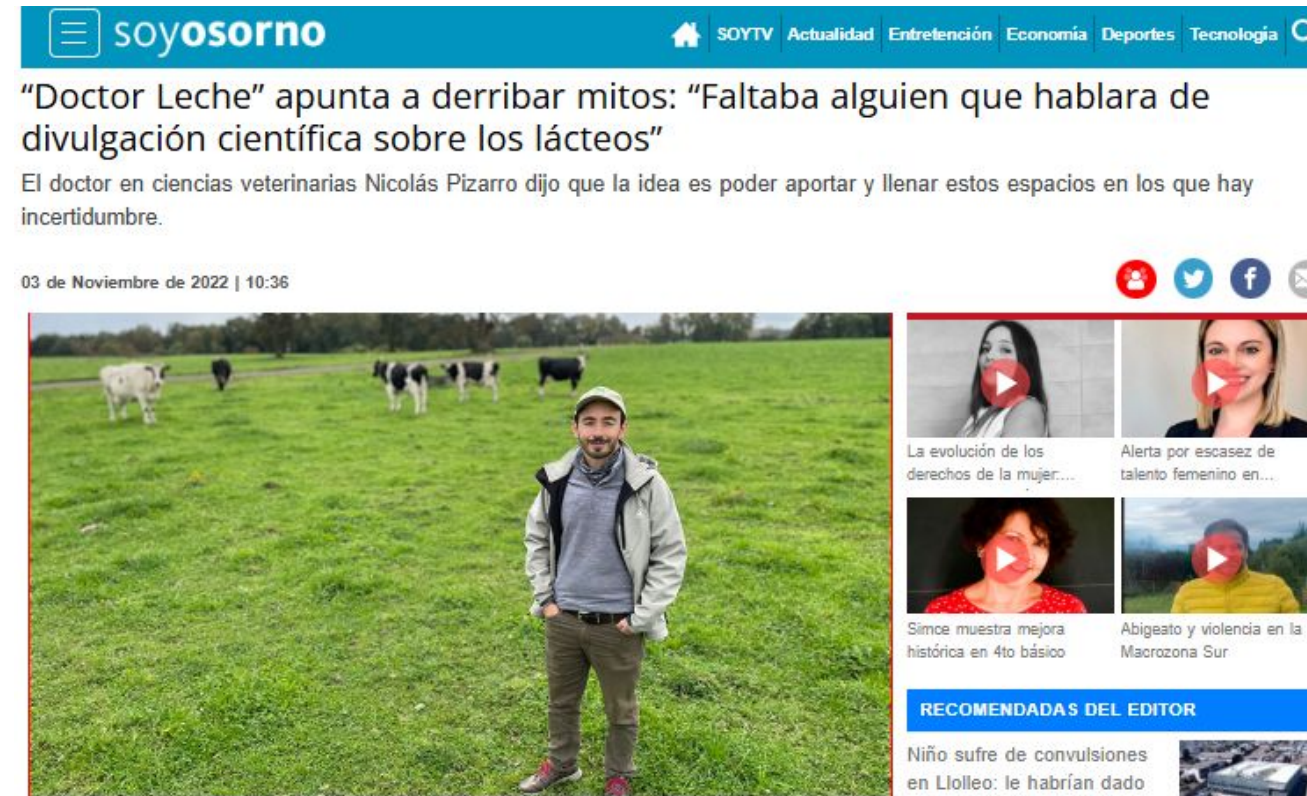 soyosorno
SOYTV Actualidad Entretención Economía Deportes Tecnología
“Doctor Leche” apunta a derribar mitos: “Faltaba alguien que hablara de
divulgación científica sobre los lácteos”
El doctor en ciencias veterinarias Nicolás Pizarro dijo que la idea es poder aportar y llenar estos espacios en los que hay
incertidumbre.
03 de Noviembre de 2022 | 10:36
La evolución de los
derechos de la mujer:...
Alerta por escasez de
talento femenino en...
Simce muestra mejora
histórica en 4to básico
Abigeato y violencia en la
Macrozona Sur
RECOMENDADAS DEL EDITOR
Niño sufre de convulsiones
en Llolleo: le habrían dado